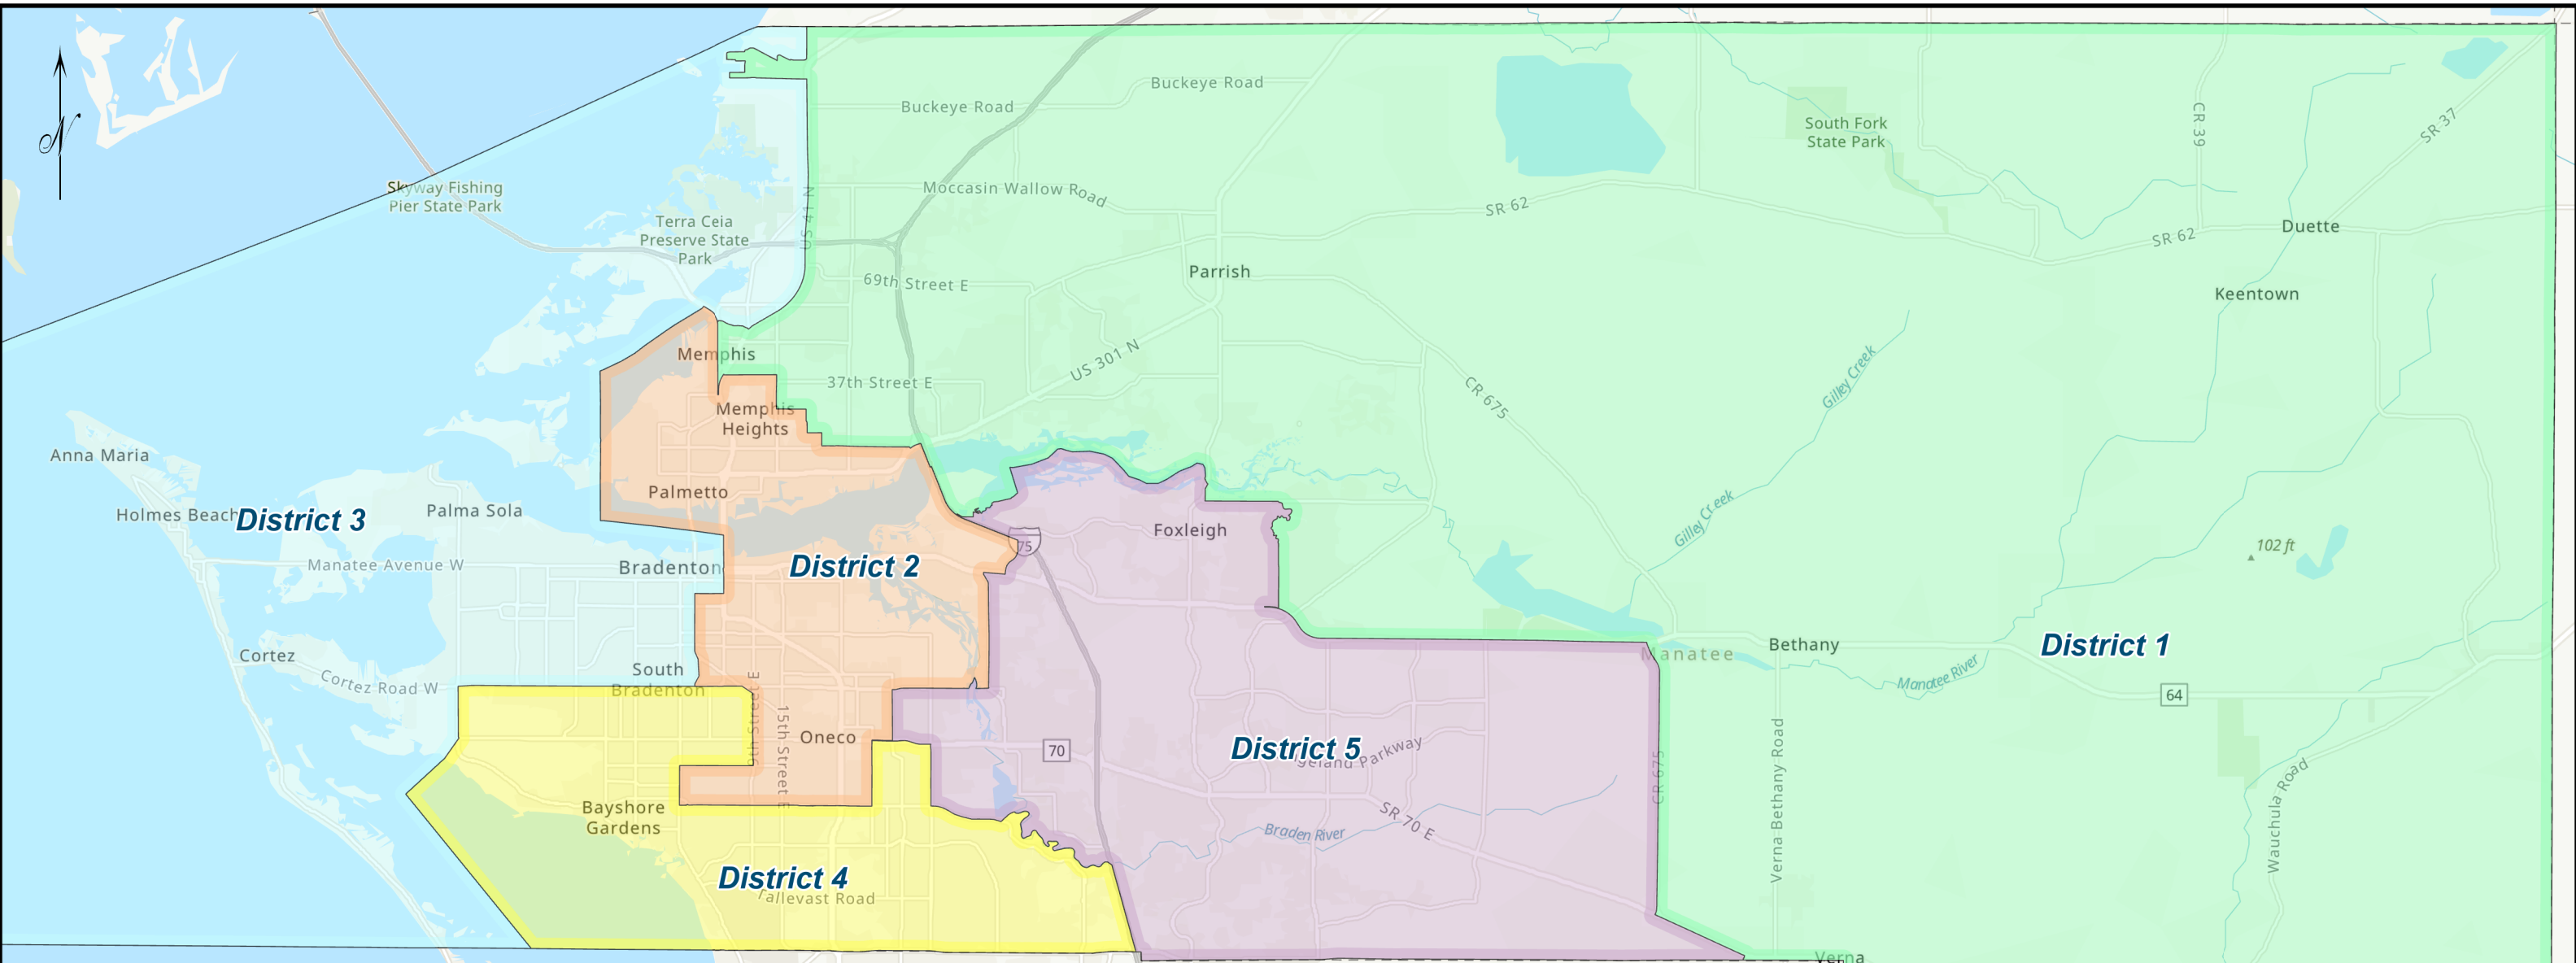 N
Skyway Fishing
Pier State Park
Terra Ceia
Preserve State
Park
US 41 N
Buckeye Road
Buckeye Road
Moccasin Wallow Road
69th Street E
37th Street E
US 301 N
Parrish
SR 62
CR 675
South Fork
State Park
CR 39
SR 37
SR 62
Duette
Keentown
Gilley Creek
Gilley Creek
102 ft
Memphis
Memphis
Heights
Palmetto
Anna Maria
Holmes Beach
District 3
Palma Sola
Manatee Avenue W
Bradenton
District 2
75
Foxleigh
Cortez
Cortez Road W
South
Bradenton
15th Street E
Oneco
Bayshore
Gardens
District 4
Tallevast Road
70
District 5
geland Parkway
SR 70 E
Braden River
CR 675
Manatee
Bethany
Manatee River
District 1
64
Verna Bethany Road
Wauchula Road
Verna